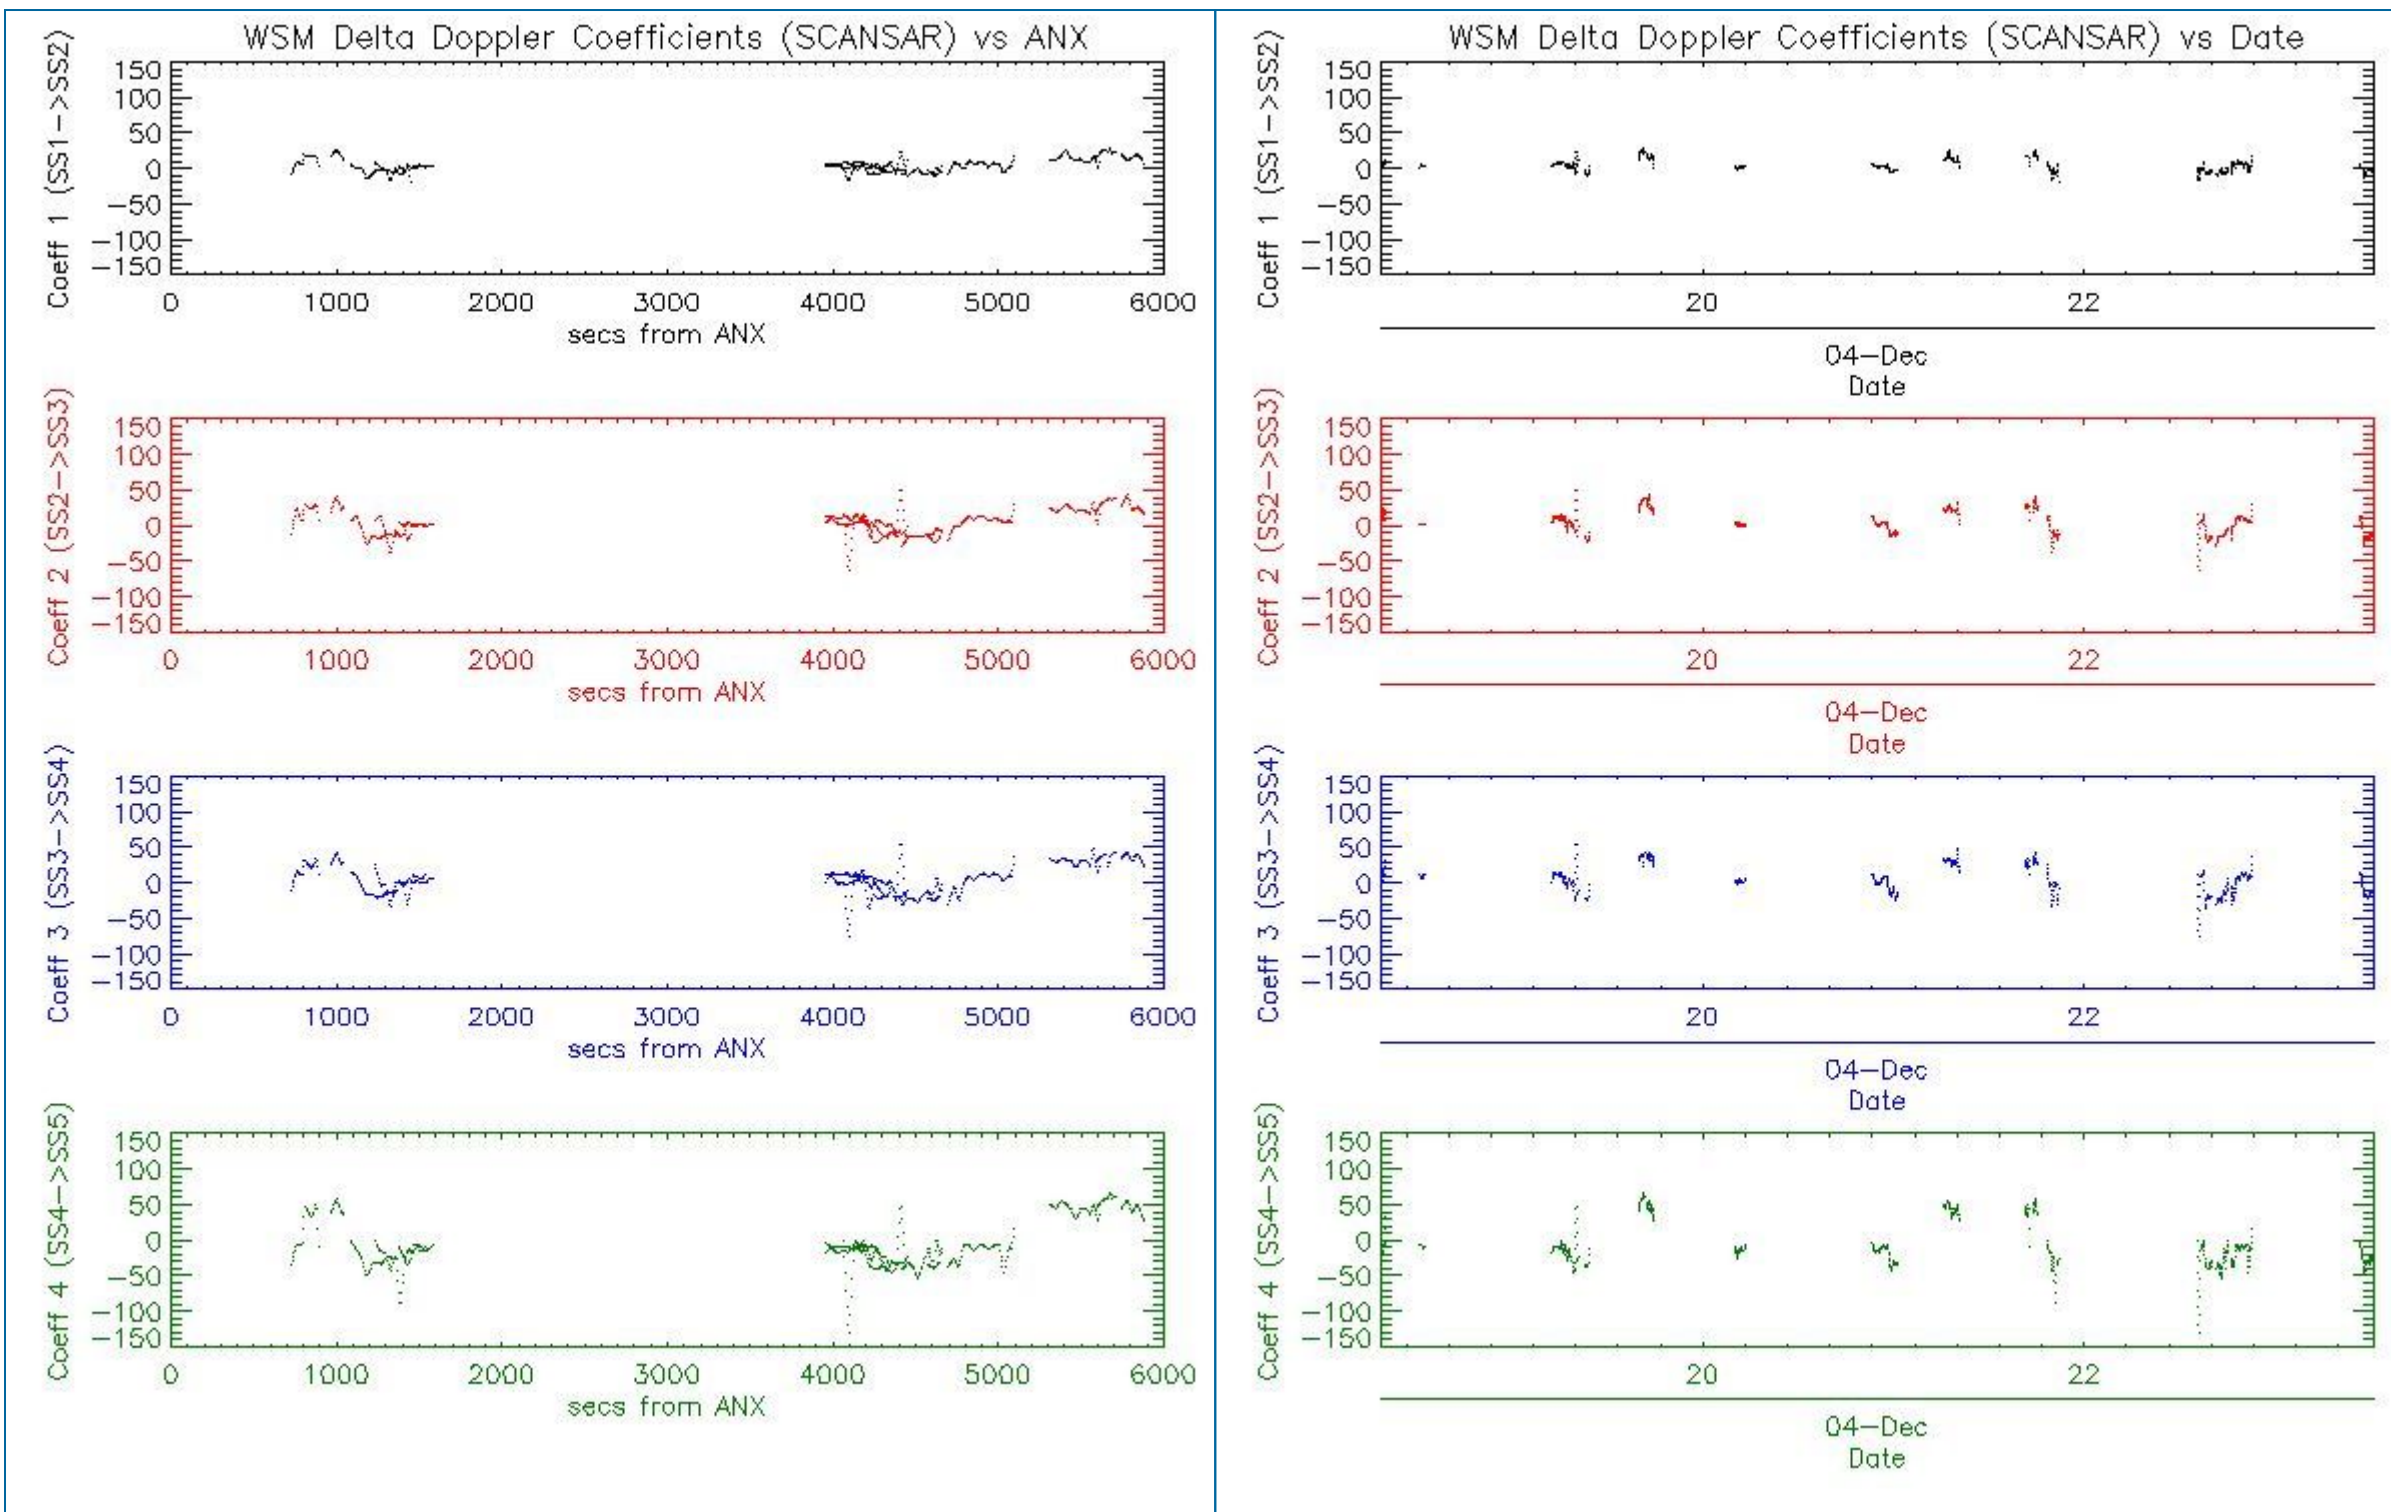 WSM Delta Doppler Coefficients (SCANSAR) vs ANX
Coeff 1 (SS1->SS2)
150
100
50
0
-50
-100
-150
0 1000 2000 3000 4000 5000 6000
secs from ANX
Coeff 2 (SS2->SS3)
150
100
50
0
-50
-100
-150
0 1000 2000 3000 4000 5000 6000
secs from ANX
Coeff 3 (SS3->SS4)
150
100
50
0
-50
-100
-150
0 1000 2000 3000 4000 5000 6000
secs from ANX
Coeff 4 (SS4->SS5)
150
100
50
0
-50
-100
-150
0 1000 2000 3000 4000 5000 6000
secs from ANX
WSM Delta Doppler Coefficients (SCANSAR) vs Date
Coeff 1 (SS1->SS2)
150
100
50
0
-50
-100
-150
20 22
04-Dec
Date
Coeff 2 (SS2->SS3)
150
100
50
0
-50
-100
-150
20 22
04-Dec
Date
Coeff 3 (SS3->SS4)
150
100
50
0
-50
-100
-150
20 22
04-Dec
Date
Coeff 4 (SS4->SS5)
150
100
50
0
-50
-100
-150
20 22
04-Dec
Date